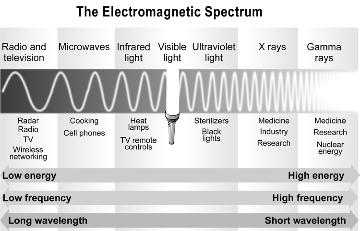 The Electromagnetic Spectrum
Radio and
television
Microwaves
Infrared
light
Visible
light
Ultraviolet
light
X rays
Gamma
rays
Radar
Radio
TV
Wireless
networking
Cooking
Cell phones
Heat
lamps
TV remote
controls
Sterilizers
Black
lights
Medicine
Industry
Research
Medicine
Research
Nuclear
energy
Low energy
High energy
Low frequency
High frequency
Long wavelength
Short wavelength